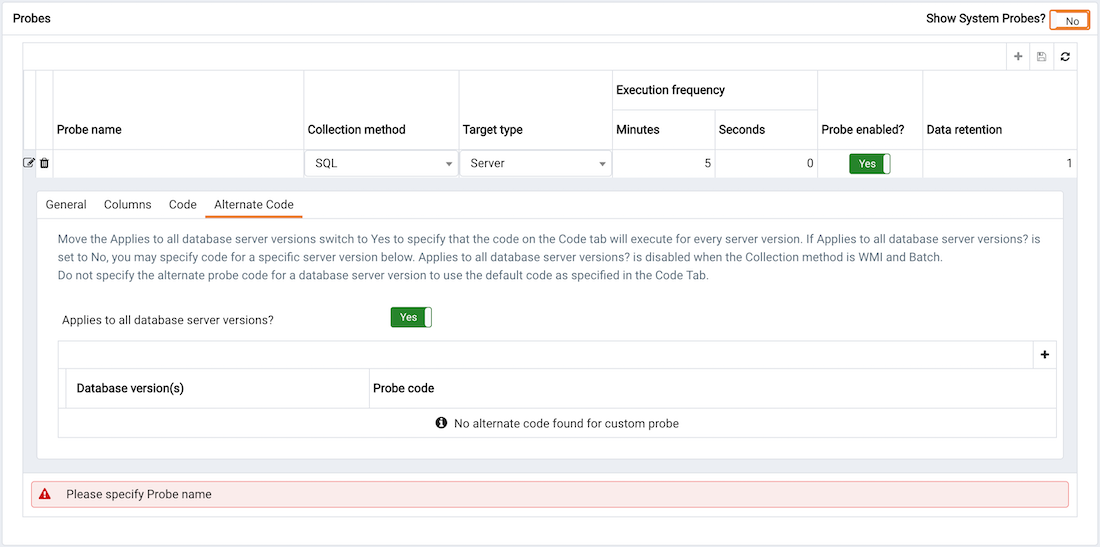 Probes
Show System Probes? No
Execution frequency
Probe name Collection method Target type Minutes Seconds Probe enabled? Data retention
SQL Server 5 0 Yes 1
General Columns Code Alternate Code
Move the Applies to all database server versions switch to Yes to specify that the code on the Code tab will execute for every server version. If Applies to all database server versions? is
set to No, you may specify code for a specific server version below. Applies to all database server versions? is disabled when the Collection method is WMI and Batch.
Do not specify the alternate probe code for a database server version to use the default code as specified in the Code Tab.
Applies to all database server versions? Yes
Database version(s) Probe code
No alternate code found for custom probe
Please specify Probe name